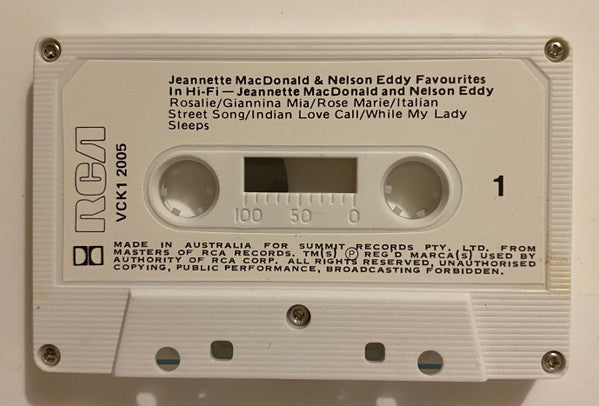 Jeannette MacDonald & Nelson Eddy Favourites
In Hi-Fi — Jeannette MacDonald and Nelson Eddy
Rosalie/Giannina Mia/Rose Marie/Italian
Street Song/Indian Love Call/While My Lady
Sleeps
RCA
VCK1 2005
1
100 50 0
MADE IN AUSTRALIA FOR SUMMIT RECORDS PTY. LTD. FROM
MASTERS OF RCA RECORDS. TM(S) Ⓟ REG'D MARCA(S) USED BY
AUTHORITY OF RCA CORP. ALL RIGHTS RESERVED, UNAUTHORISED
COPYING, PUBLIC PERFORMANCE, BROADCASTING FORBIDDEN.